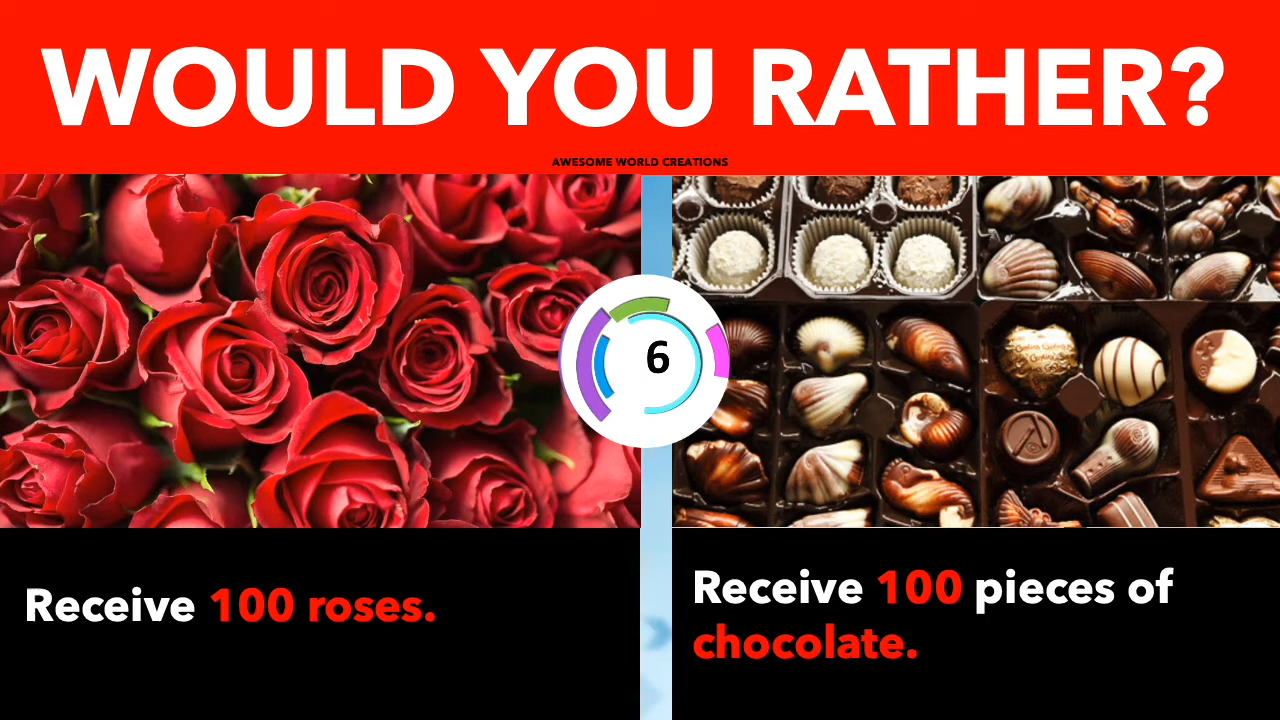 WOULD YOU RATHER?
AWESOME WORLD CREATIONS
6
Receive 100 roses.
Receive 100 pieces of
chocolate.